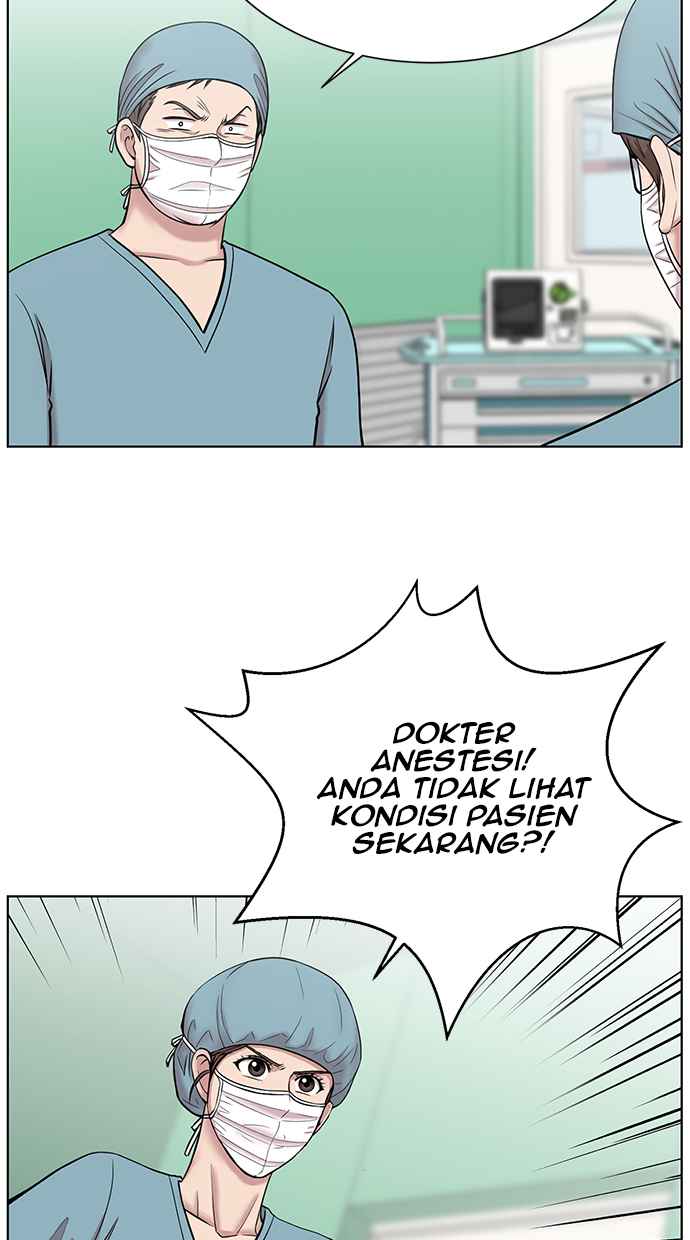 DOKTER
ANESTESI!
ANDA TIDAK LIHAT
KONDISI PASIEN
SEKARANG?!